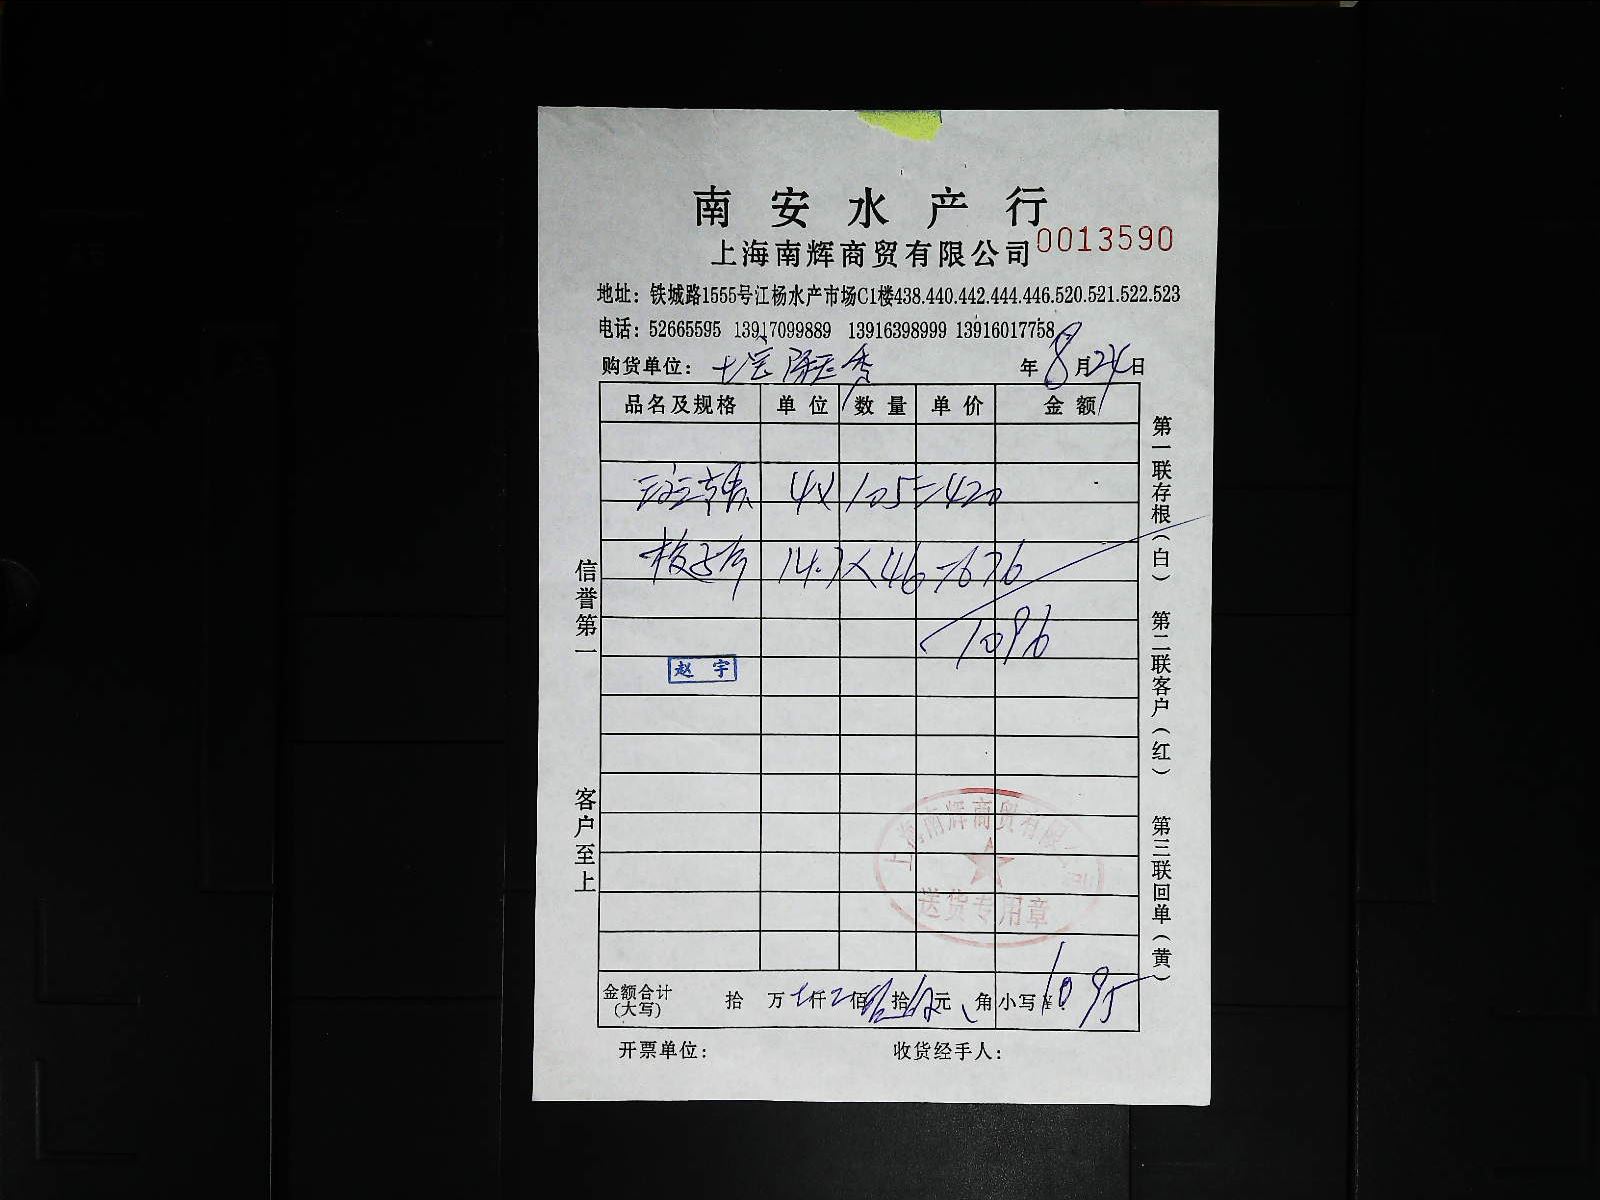 南安水产行
上海南辉商贸有限公司 0013590
地址：铁城路1555号江杨水产市场C1楼438.440.442.444.446.520.521.522.523
电话：52665595 13917099889 13916398999 13916017758
购货单位： 年8月24日
品名及规格 单位 数量 单价 金额
4X105=420
14.7X46=676
1096
赵宇
信誉第一
客户至上
第一联存根（白） 第二联客户（红） 第三联回单（黄）
上海南辉商贸有限
送货专用章
金额合计（大写） 拾 万 仟 佰 拾 元 角 小写¥：1095
开票单位： 收货经手人：